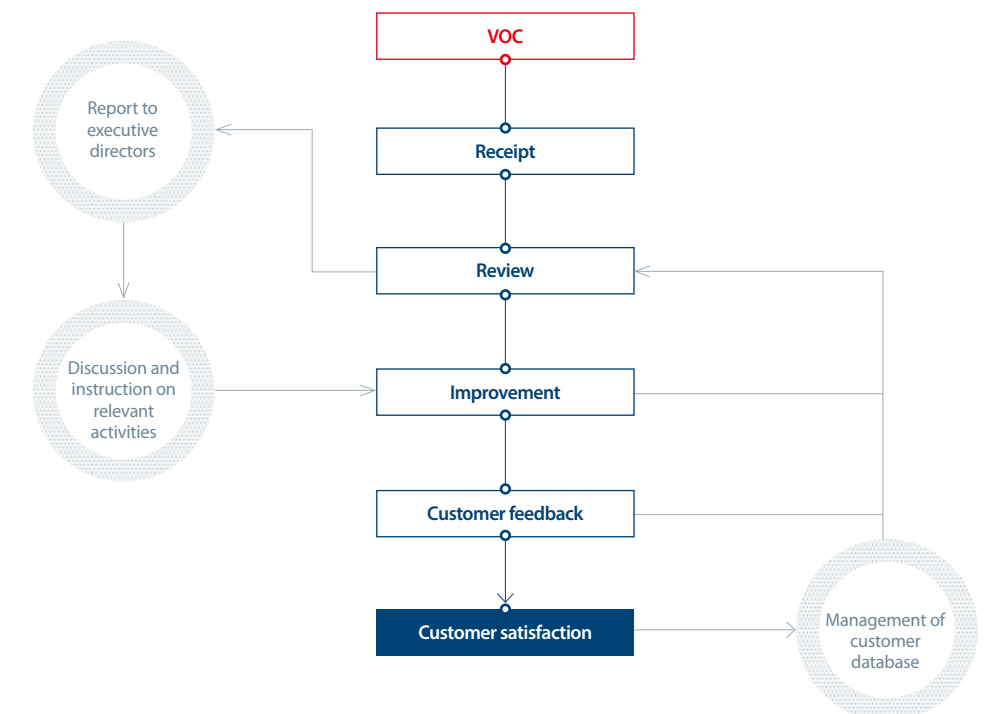 VOC
Report to
executive
directors
Receipt
Review
Discussion and
instruction on
relevant
activities
Improvement
Customer feedback
Customer satisfaction
Management of
customer
database